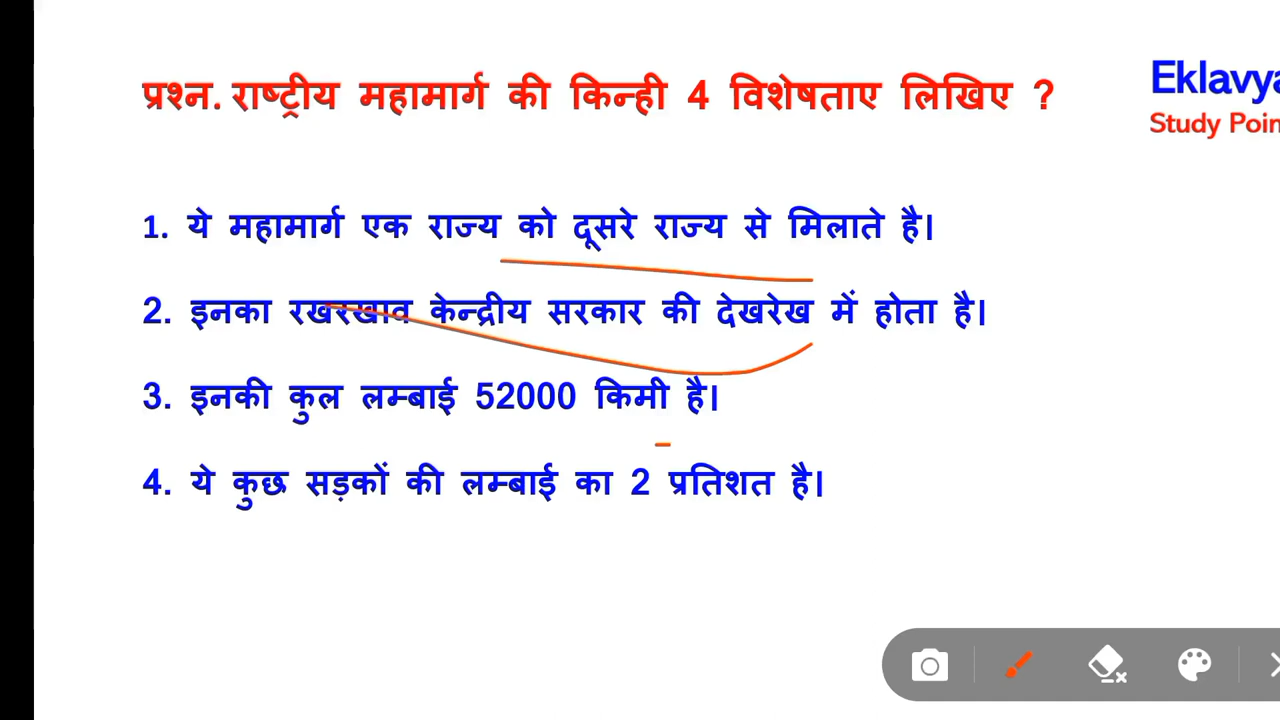 प्रश्न. राष्ट्रीय महामार्ग की किन्ही 4 विशेषताए लिखिए ?
Eklavya
Study Poin
1. ये महामार्ग एक राज्य को दूसरे राज्य से मिलाते है।
2. इनका रखरखाव केन्द्रीय सरकार की देखरेख में होता है।
3. इनकी कुल लम्बाई 52000 किमी है।
4. ये कुछ सड़कों की लम्बाई का 2 प्रतिशत है।